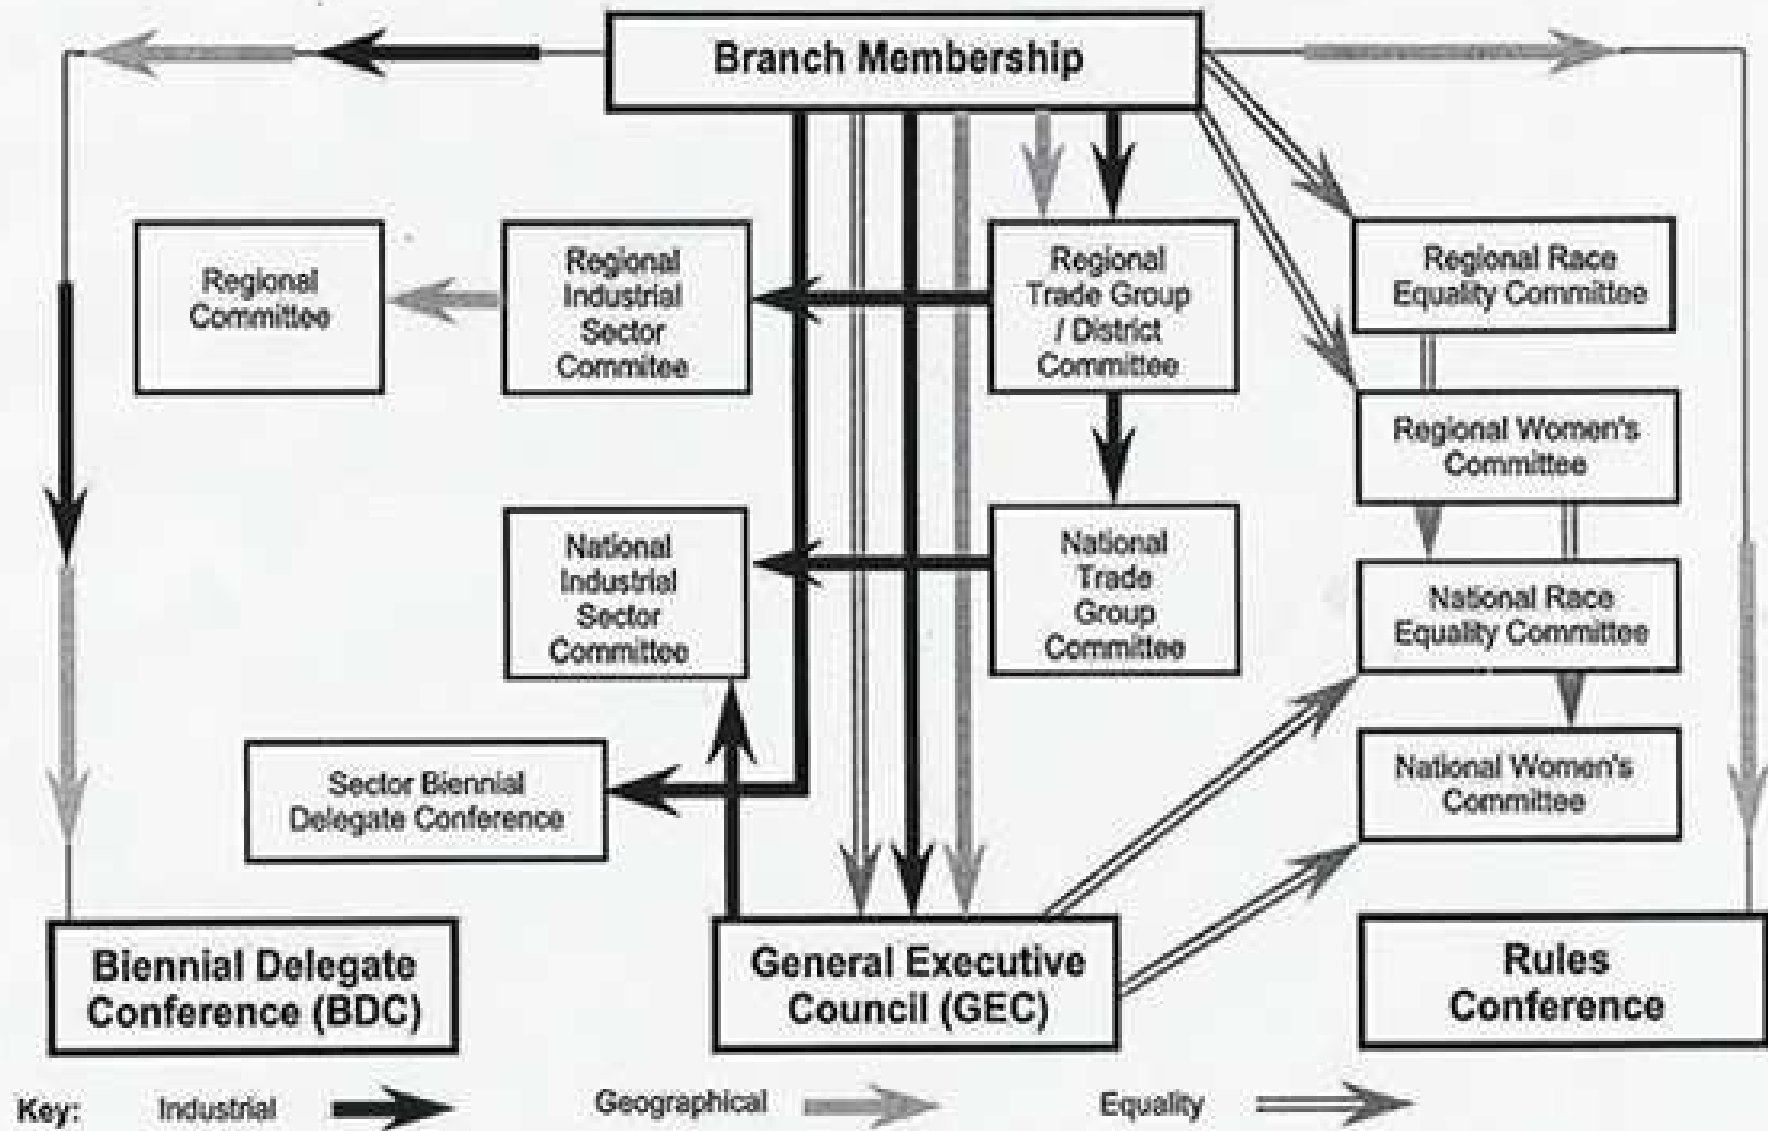 Branch Membership
Regional
Committee
Regional
Industrial
Sector
Commitee
Regional
Trade Group
/ District
Committee
Regional Race
Equality Committee
Regional Women's
Committee
National
Industrial
Sector
Committee
National
Trade
Group
Committee
National Race
Equality Committee
Sector Biennial
Delegate Conference
National Women's
Committee
Biennial Delegate
Conference (BDC)
General Executive
Council (GEC)
Rules
Conference
Key: Industrial Geographical Equality